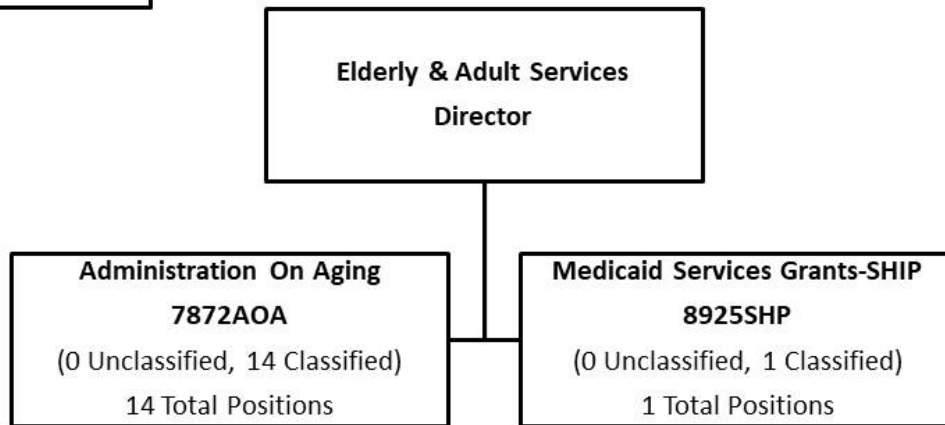 Elderly & Adult Services
Director
Administration On Aging
7872AOA
(0 Unclassified, 14 Classified)
14 Total Positions
Medicaid Services Grants-SHIP
8925SHP
(0 Unclassified, 1 Classified)
1 Total Positions